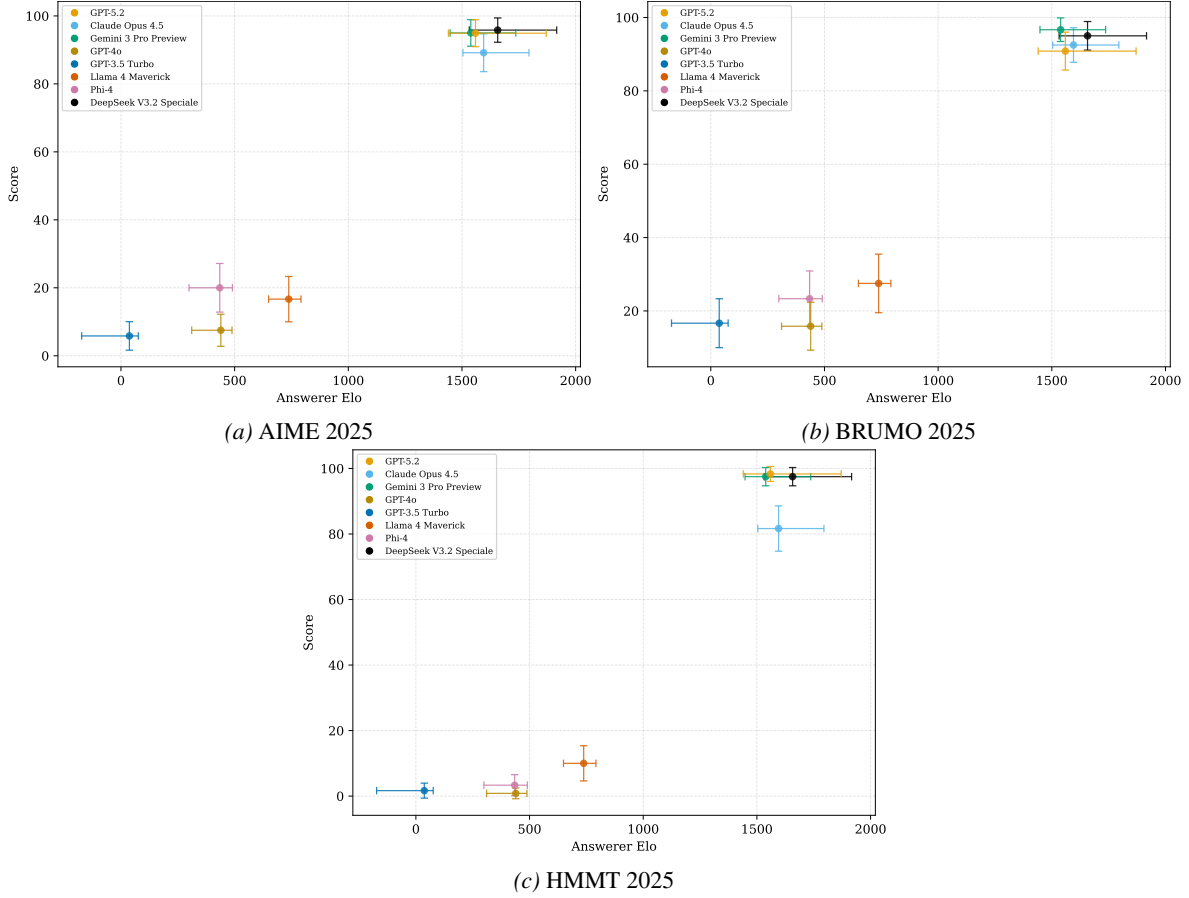 GPT-5.2
Claude Opus 4.5
Gemini 3 Pro Preview
GPT-4o
GPT-3.5 Turbo
Llama 4 Maverick
Phi-4
DeepSeek V3.2 Speciale
100
80
60
40
20
0
Score
0 500 1000 1500 2000
Answerer Elo
(a) AIME 2025
GPT-5.2
Claude Opus 4.5
Gemini 3 Pro Preview
GPT-4o
GPT-3.5 Turbo
Llama 4 Maverick
Phi-4
DeepSeek V3.2 Speciale
100
80
60
40
20
Score
0 500 1000 1500 2000
Answerer Elo
(b) BRUMO 2025
GPT-5.2
Claude Opus 4.5
Gemini 3 Pro Preview
GPT-4o
GPT-3.5 Turbo
Llama 4 Maverick
Phi-4
DeepSeek V3.2 Speciale
100
80
60
40
20
0
Score
0 500 1000 1500 2000
Answerer Elo
(c) HMMT 2025